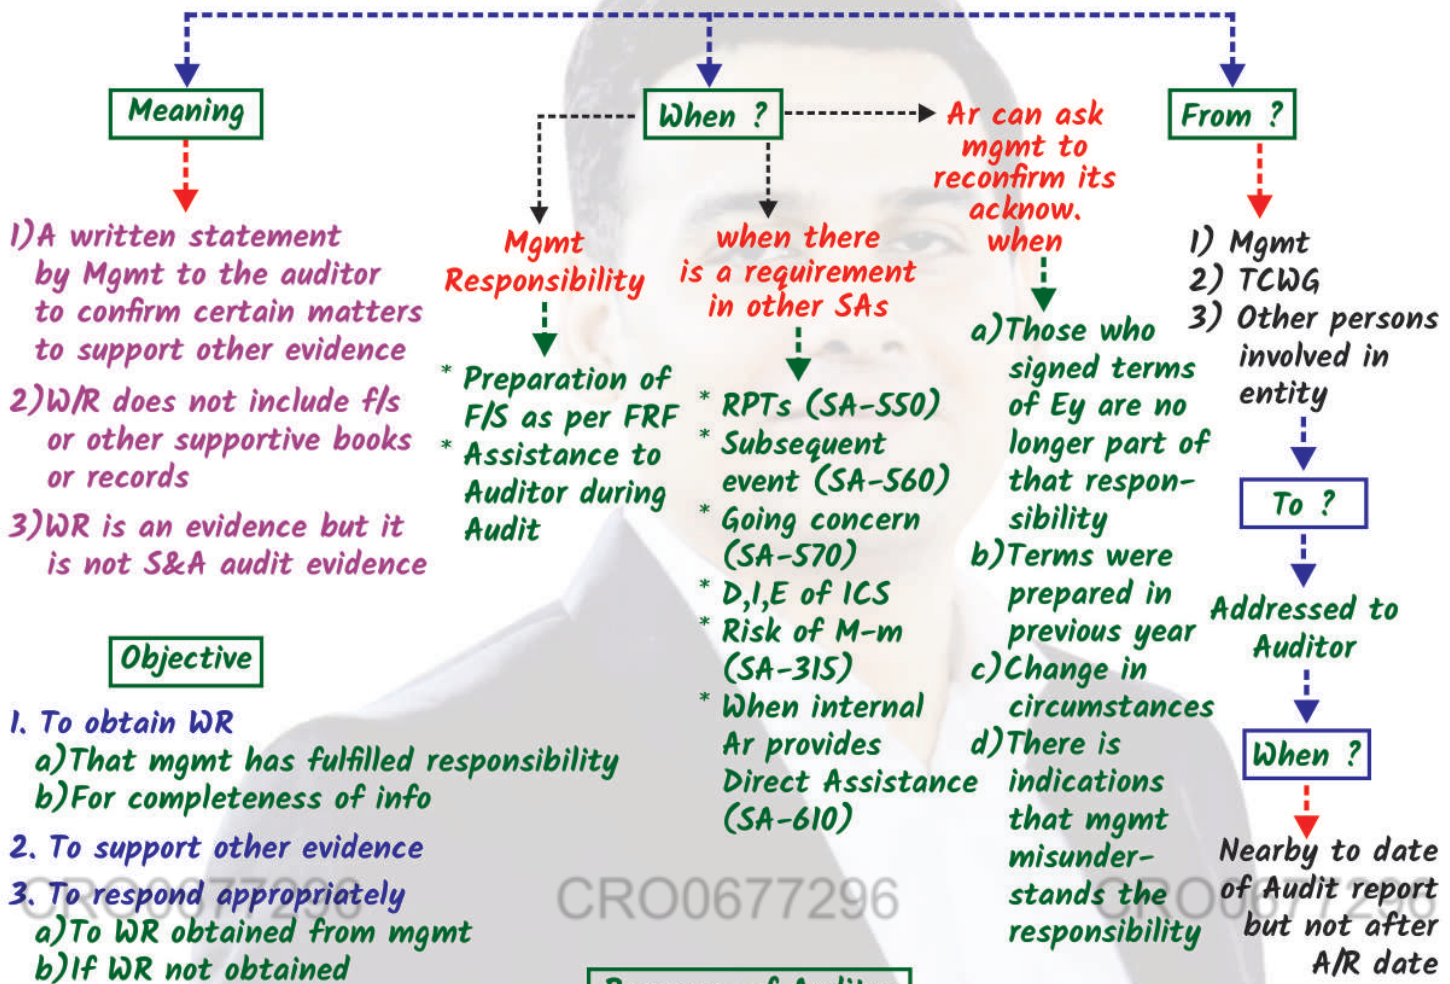 Meaning
1)A written statement
by Mgmt to the auditor
to confirm certain matters
to support other evidence
2)W/R does not include f/s
or other supportive books
or records
3)WR is an evidence but it
is not S&A audit evidence
Objective
1. To obtain WR
a)That mgmt has fulfilled responsibility
b)For completeness of info
2. To support other evidence
3. To respond appropriately
a)To WR obtained from mgmt
b)If WR not obtained
When ?
Mgmt
Responsibility
* Preparation of
F/S as per FRF
* Assistance to
Auditor during
Audit
when there
is a requirement
in other SAs
* RPTs (SA-550)
* Subsequent
event (SA-560)
* Going concern
(SA-570)
* D,I,E of ICS
* Risk of M-m
(SA-315)
* When internal
Ar provides
Direct Assistance
(SA-610)
Ar can ask
mgmt to
reconfirm its
acknow.
when
a)Those who
signed terms
of Ey are no
longer part of
that respon-
sibility
b)Terms were
prepared in
previous year
c)Change in
circumstances
d)There is
indications
that mgmt
misunder-
stands the
responsibility
From ?
1) Mgmt
2) TCWG
3) Other persons
involved in
entity
To ?
Addressed to
Auditor
When ?
Nearby to date
of Audit report
but not after
A/R date
CRO0677296
CRO0677296
CRO0677296